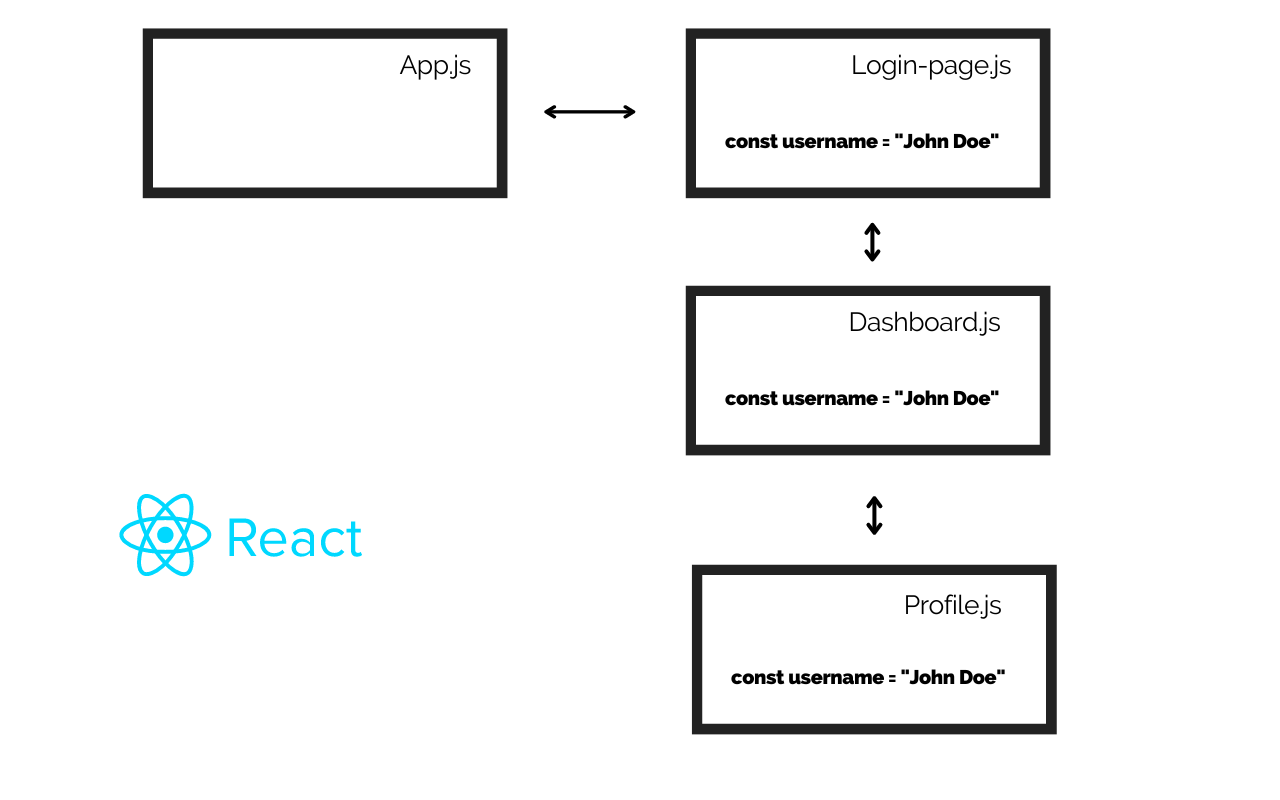 App.js
Login-page.js
const username = "John Doe"
Dashboard.js
const username = "John Doe"
React
Profile.js
const username = "John Doe"